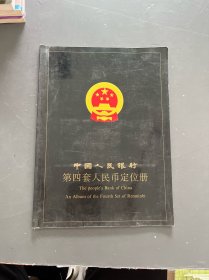 中国人民银行
第四套人民币定位册
The people's Bank of China
An Album of the Fourth Set of Renminbi